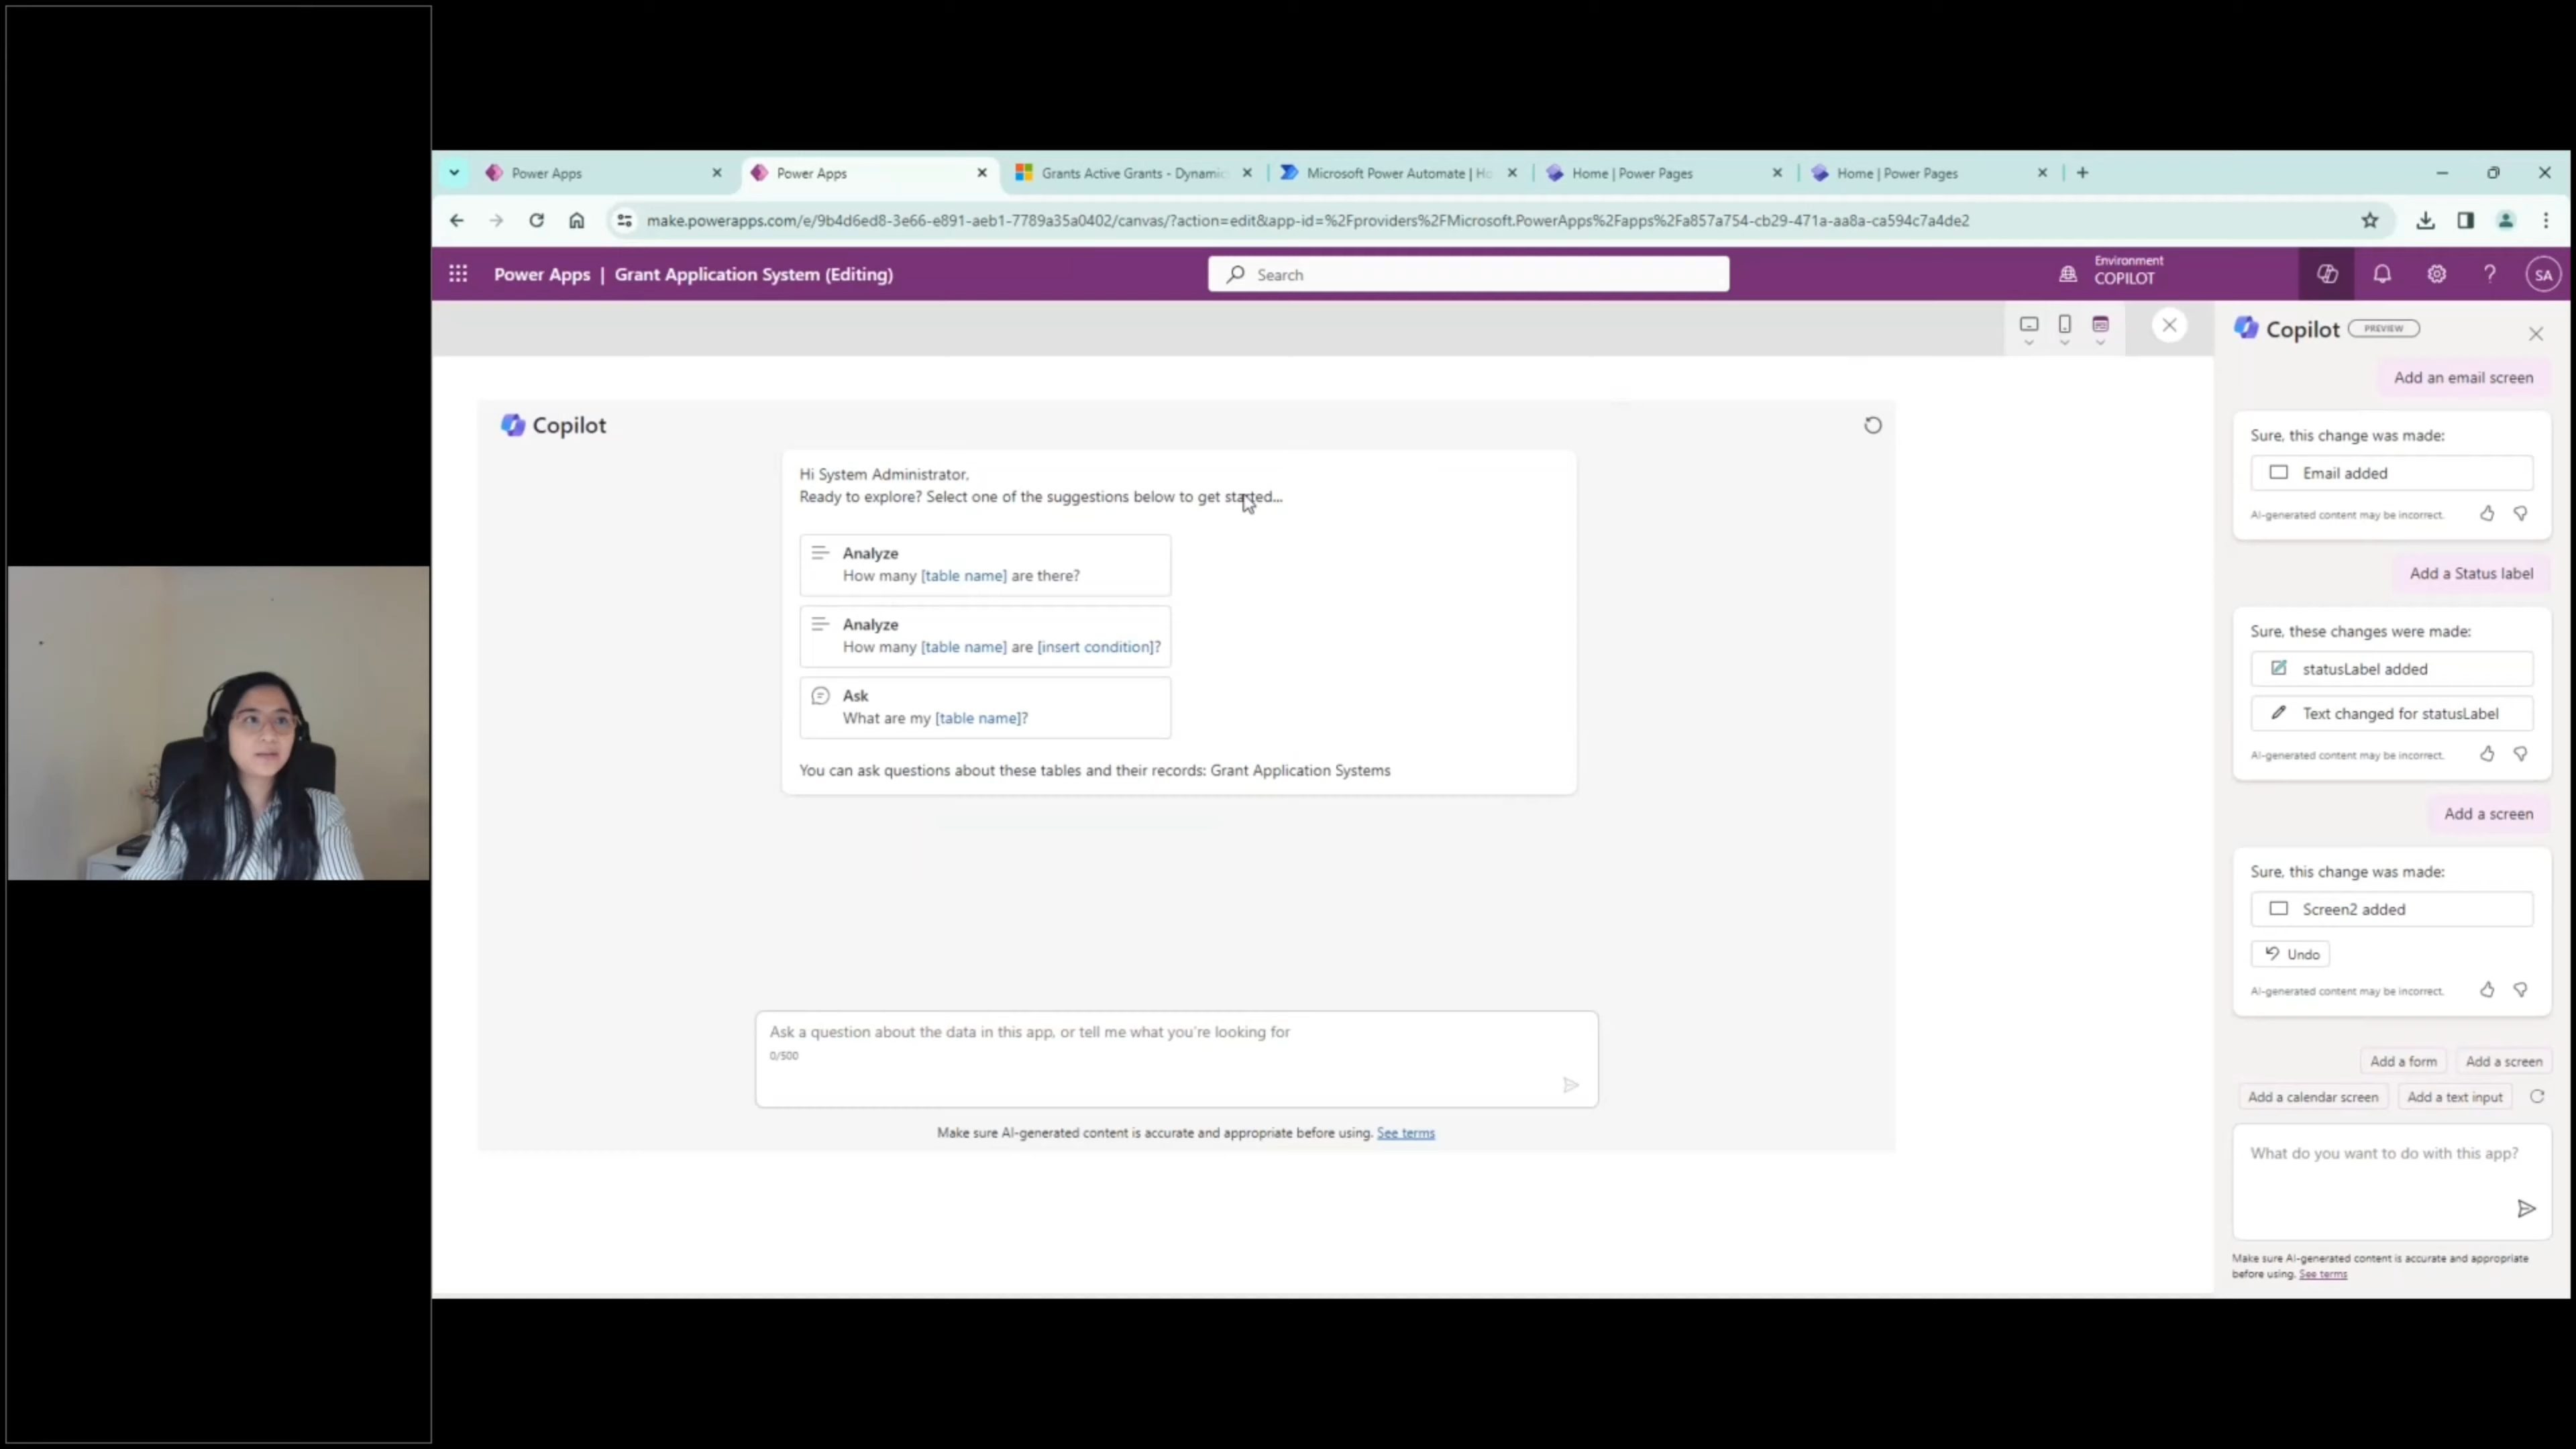 Power Apps
Power Apps
Grants Active Grants - Dynamic
Microsoft Power Automate | Ho
Home | Power Pages
Home | Power Pages
make.powerapps.com/e/9b4d6ed8-3e66-e891-aeb1-7789a35a0402/canvas/?action=edit&app-id=%2Fproviders%2FMicrosoft.PowerApps%2Fapps%2Fa857a754-cb29-471a-aa8a-ca594c7a4de2
Power Apps | Grant Application System (Editing)
Search
Environment
COPILOT
SA
Copilot
Hi System Administrator,
Ready to explore? Select one of the suggestions below to get started...
Analyze
How many [table name] are there?
Analyze
How many [table name] are [insert condition]?
Ask
What are my [table name]?
You can ask questions about these tables and their records: Grant Application Systems
Ask a question about the data in this app, or tell me what you're looking for
0/500
Make sure AI-generated content is accurate and appropriate before using. See terms
Copilot PREVIEW
Add an email screen
Sure, this change was made:
Email added
AI-generated content may be incorrect.
Add a Status label
Sure, these changes were made:
statusLabel added
Text changed for statusLabel
AI-generated content may be incorrect.
Add a screen
Sure, this change was made:
Screen2 added
Undo
AI-generated content may be incorrect.
Add a form
Add a screen
Add a calendar screen
Add a text input
What do you want to do with this app?
Make sure AI-generated content is accurate and appropriate
before using. See terms